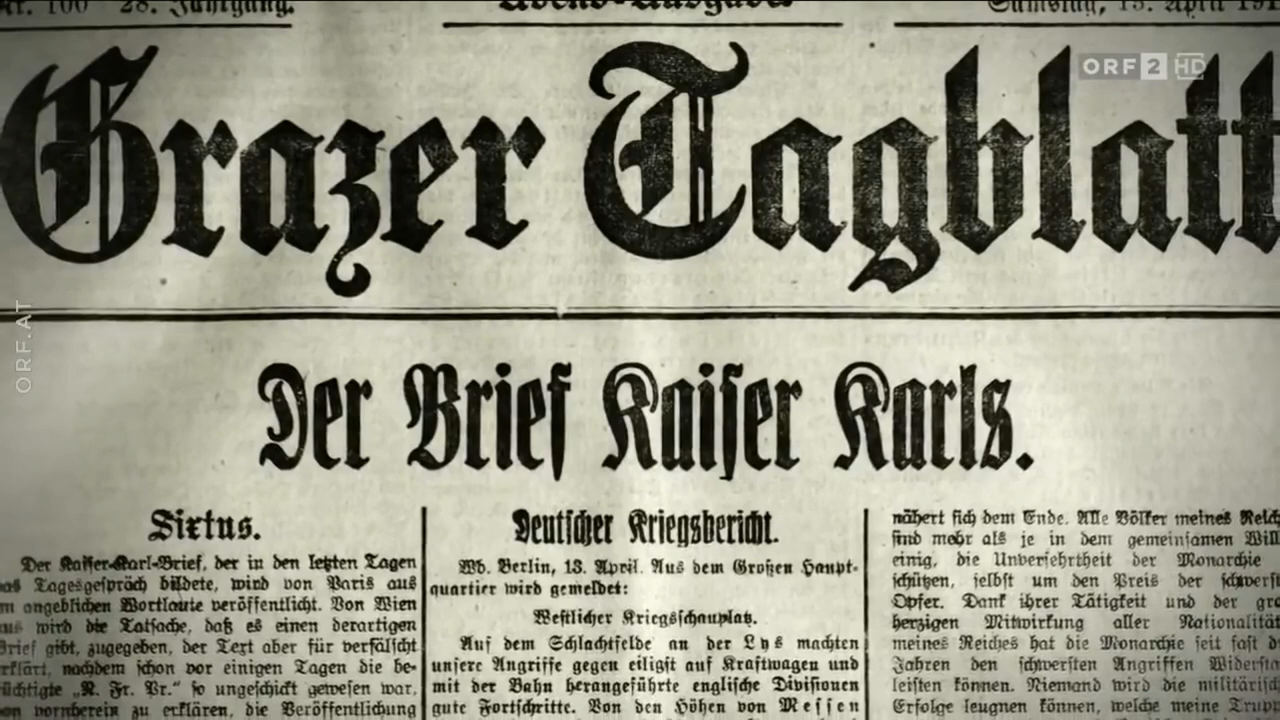 Nr. 100 28. Jahrgang.
Abend-Ausgabe
Samstag, 13. April 191
Grazer Tagblatt
ORF 2 HD
ORF.AT
Der Brief Kaiſer Karls.
Sixtus.
Der Kaiſer-Karl-Brief, der in den letzten Tagen
das Tagesgeſpräch bildete, wird von Paris aus
angeblichen Wortlaute veröffentlicht. Von Wien
aus wird die Tatſache, daß es einen derartigen
Brief gibt, zugegeben, der Text aber für verfälſcht
erklärt, nachdem ſchon vor einigen Tagen die be-
rüchtigte „N. Fr. Pr.“ ſo ungeſchickt geweſen war,
von vornherein zu erklären, die Veröffentlichung
Deutſcher Kriegsbericht.
Wb. Berlin, 13. April. Aus dem Großen Haupt-
quartier wird gemeldet:
Weſtlicher Kriegsſchauplatz.
Auf dem Schlachtfelde an der Lys machten
unſere Angriffe gegen eiligſt auf Kraftwagen und
mit der Bahn herangeführte engliſche Diviſionen
gute Fortſchritte. Von den Höhen von Meſſen
nähert ſich dem Ende. Alle Völker meines Reich
ſind mehr als je in dem gemeinſamen Will
einig, die Unverſehrtheit der Monarchie
ſchützen, ſelbſt um den Preis der ſchwerſt
Opfer. Dank ihrer Tätigkeit und der gro
herzigen Mitwirkung aller Nationalität
meines Reiches hat die Monarchie ſeit faſt d
Jahren den ſchwerſten Angriffen Widerſta
leiſten können. Niemand wird die militäriſch
Erfolge leugnen können, welche meine Trupp